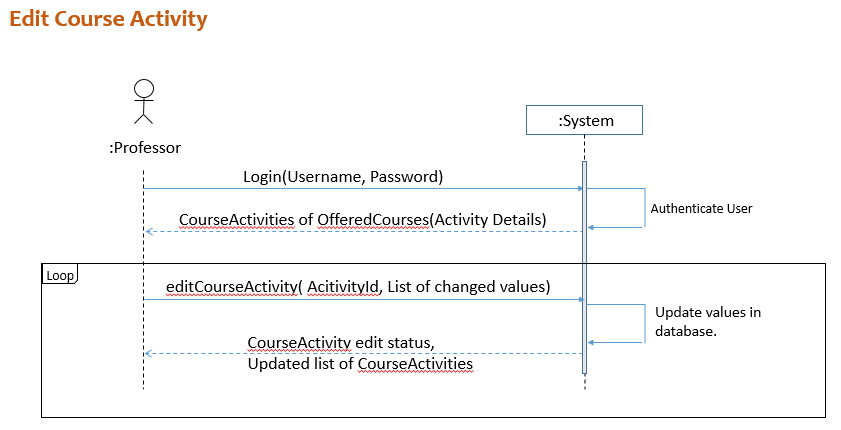 Edit Course Activity
:Professor
:System
Login(Username, Password)
Authenticate User
CourseActivities of OfferedCourses(Activity Details)
Loop
editCourseActivity( AcitivityId, List of changed values)
Update values in
database.
CourseActivity edit status,
Updated list of CourseActivities